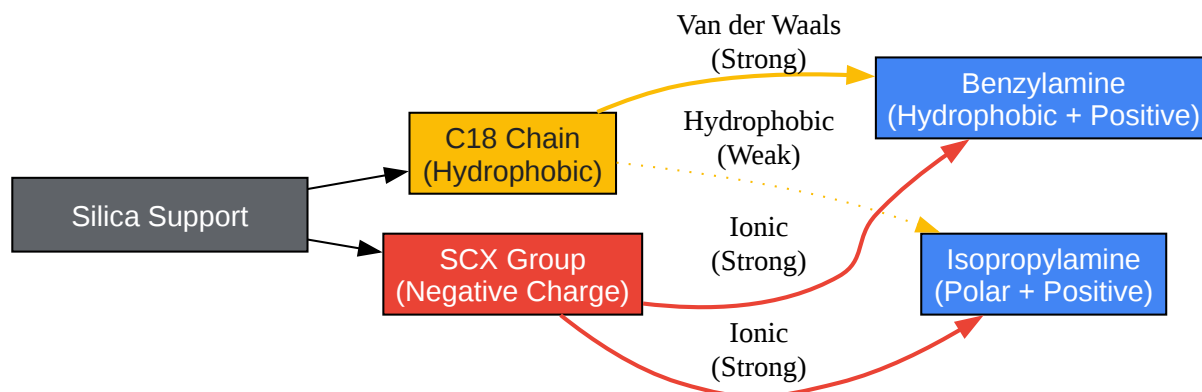 Van der Waals
(Strong)
Benzylamine
(Hydrophobic + Positive)
C18 Chain
(Hydrophobic)
Hydrophobic
(Weak)
Silica Support
SCX Group
(Negative Charge)
Ionic
(Strong)
Isopropylamine
(Polar + Positive)
Ionic
(Strong)